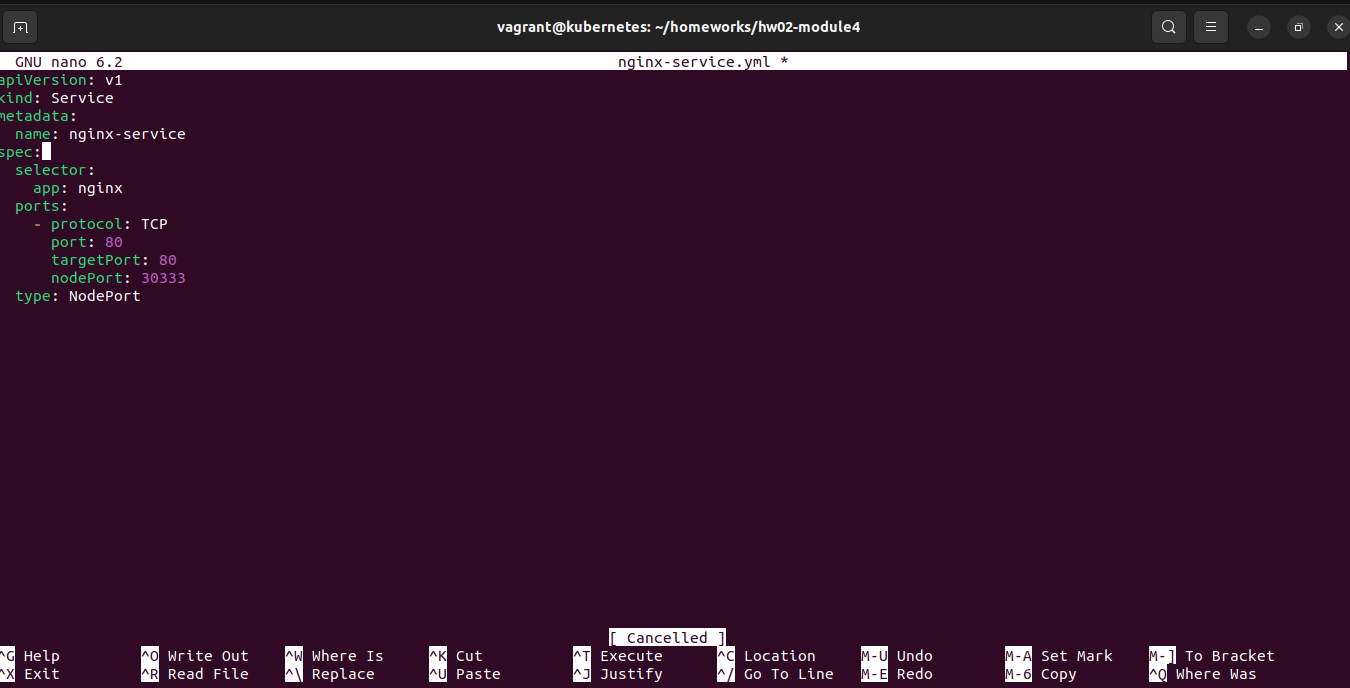 vagrant@kubernetes: ~/homeworks/hw02-module4
GNU nano 6.2 nginx-service.yml *
apiVersion: v1
kind: Service
metadata:
  name: nginx-service
spec:
  selector:
    app: nginx
  ports:
    - protocol: TCP
      port: 80
      targetPort: 80
      nodePort: 30333
  type: NodePort
[ Cancelled ]
^G Help ^O Write Out ^W Where Is ^K Cut ^T Execute ^C Location M-U Undo M-A Set Mark M-] To Bracket
^X Exit ^R Read File ^\ Replace ^U Paste ^J Justify ^/ Go To Line M-E Redo M-6 Copy ^Q Where Was